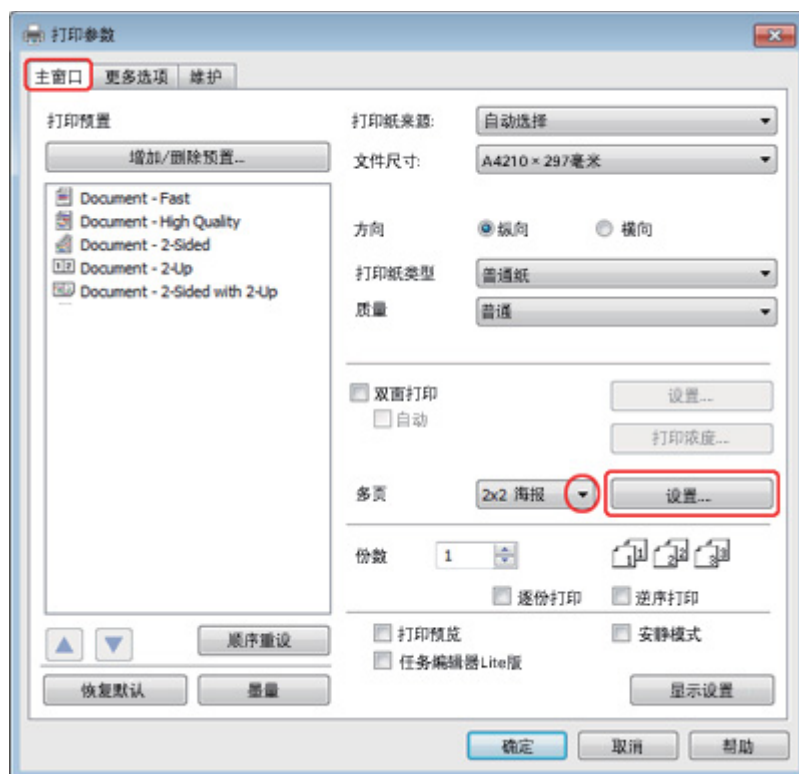 打印参数
主窗口 更多选项 维护
打印预置
增加/删除预置...
Document - Fast
Document - High Quality
Document - 2-Sided
Document - 2-Up
Document - 2-Sided with 2-Up
顺序重设
恢复默认 墨量
打印纸来源: 自动选择
文件尺寸: A4210×297毫米
方向 纵向 横向
打印纸类型 普通纸
质量 普通
双面打印 设置...
自动
打印浓度...
多页 2x2 海报 设置...
份数 1
逐份打印 逆序打印
打印预览 安静模式
任务编辑器Lite版
显示设置
确定 取消 帮助